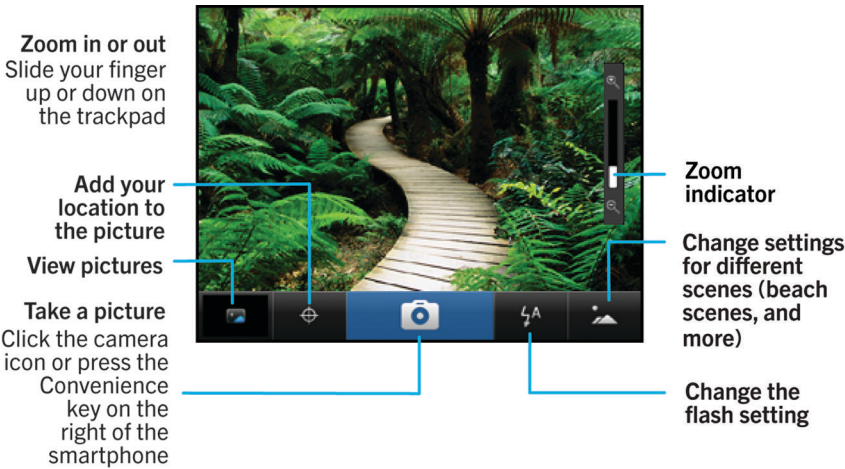 Zoom in or out
Slide your finger
up or down on
the trackpad
Add your
location to
the picture
View pictures
Take a picture
Click the camera
icon or press the
Convenience
key on the
right of the
smartphone
A
Zoom
indicator
Change settings
for different
scenes (beach
scenes, and
more)
Change the
flash setting